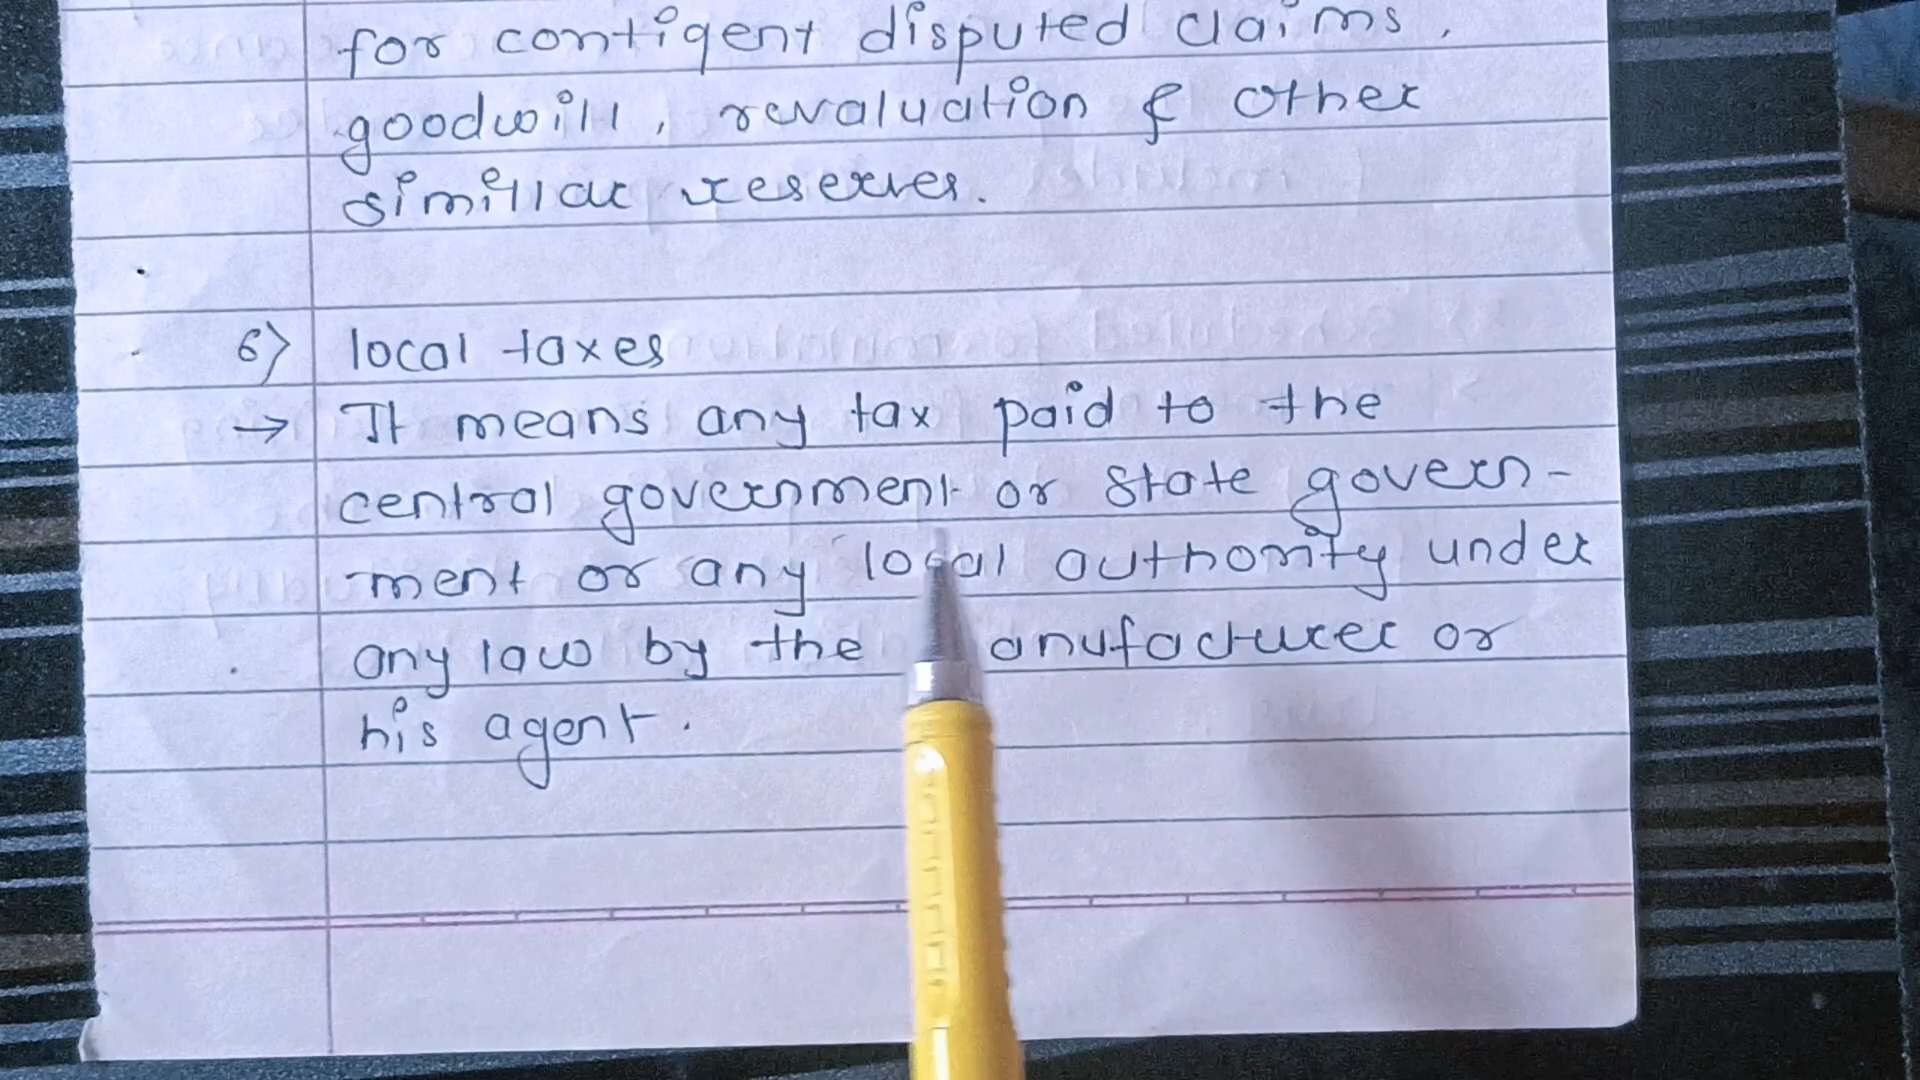 for contigent disputed claims,
goodwill, revaluation & other
simillar reserves.
6) local taxes
→ It means any tax paid to the
central government or state govern-
ment or any local authority under
any law by the manufacturer or
his agent.